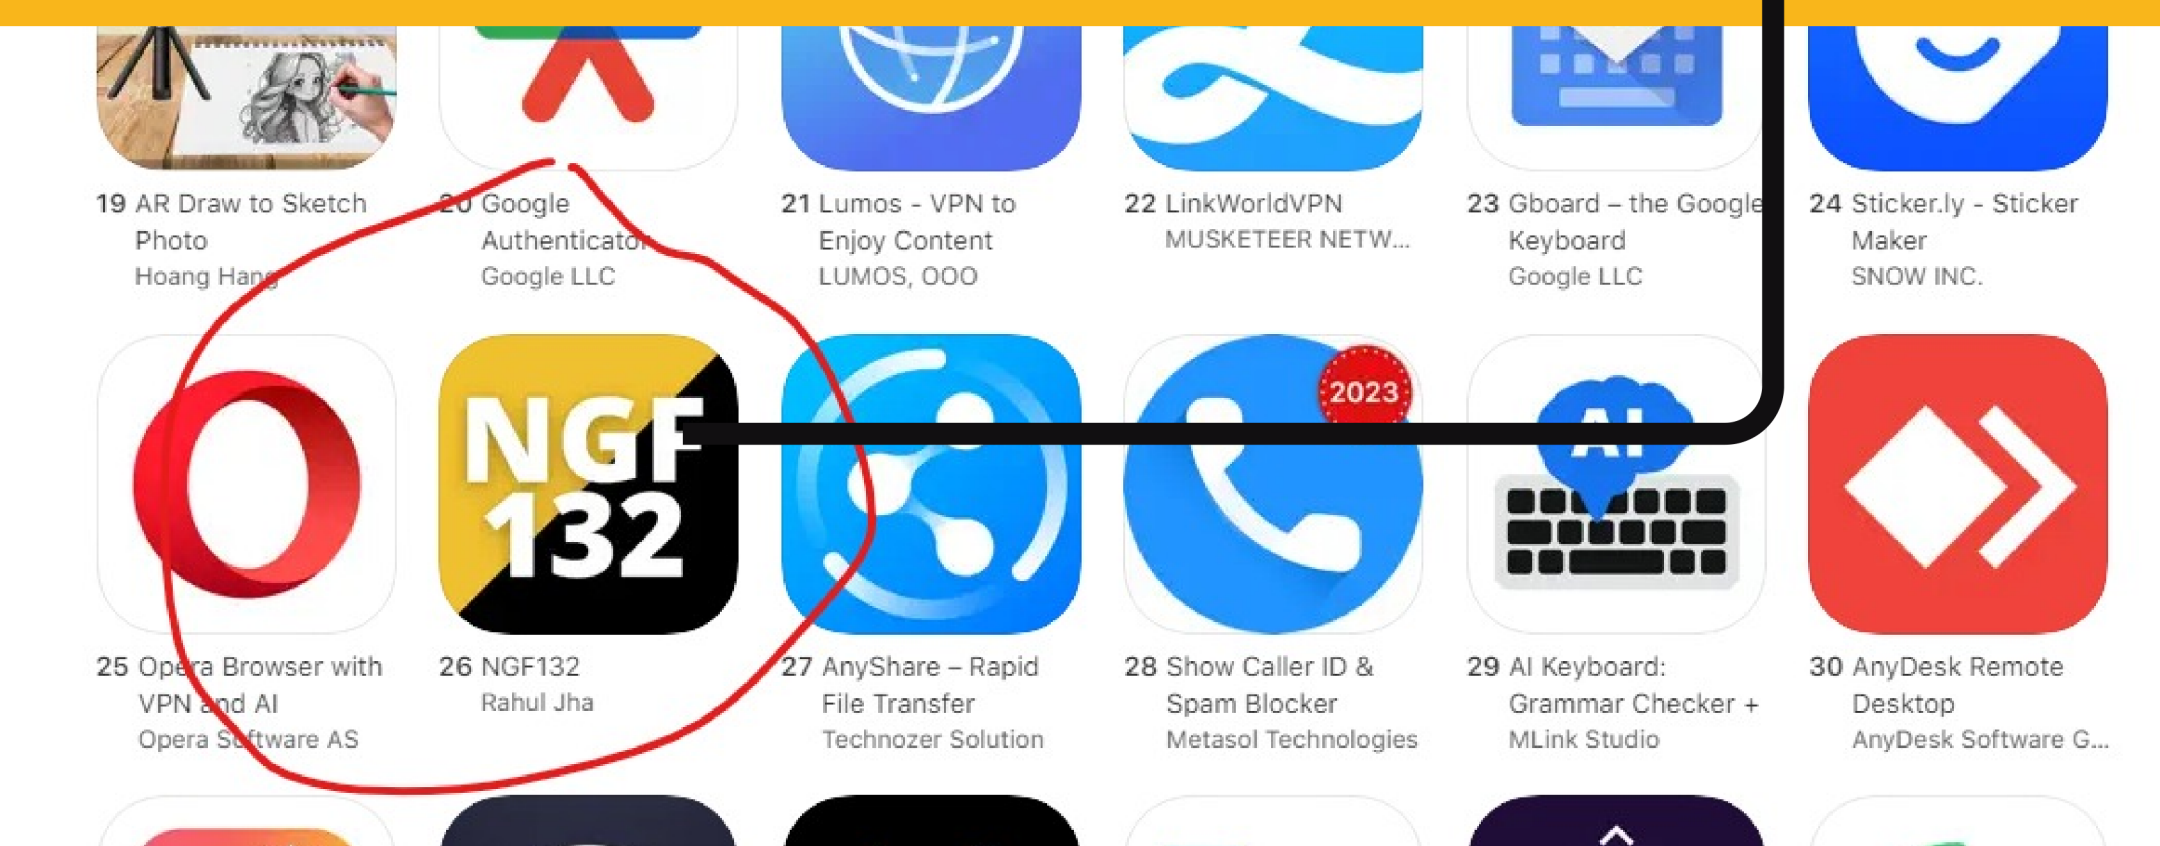 19 AR Draw to Sketch
Photo
Hoang Hang
20 Google
Authenticator
Google LLC
21 Lumos - VPN to
Enjoy Content
LUMOS, OOO
22 LinkWorldVPN
MUSKETEER NETW...
23 Gboard – the Google
Keyboard
Google LLC
24 Sticker.ly - Sticker
Maker
SNOW INC.
NGF
132
2023
AI
25 Opera Browser with
VPN and AI
Opera Software AS
26 NGF132
Rahul Jha
27 AnyShare – Rapid
File Transfer
Technozer Solution
28 Show Caller ID &
Spam Blocker
Metasol Technologies
29 AI Keyboard:
Grammar Checker +
MLink Studio
30 AnyDesk Remote
Desktop
AnyDesk Software G...